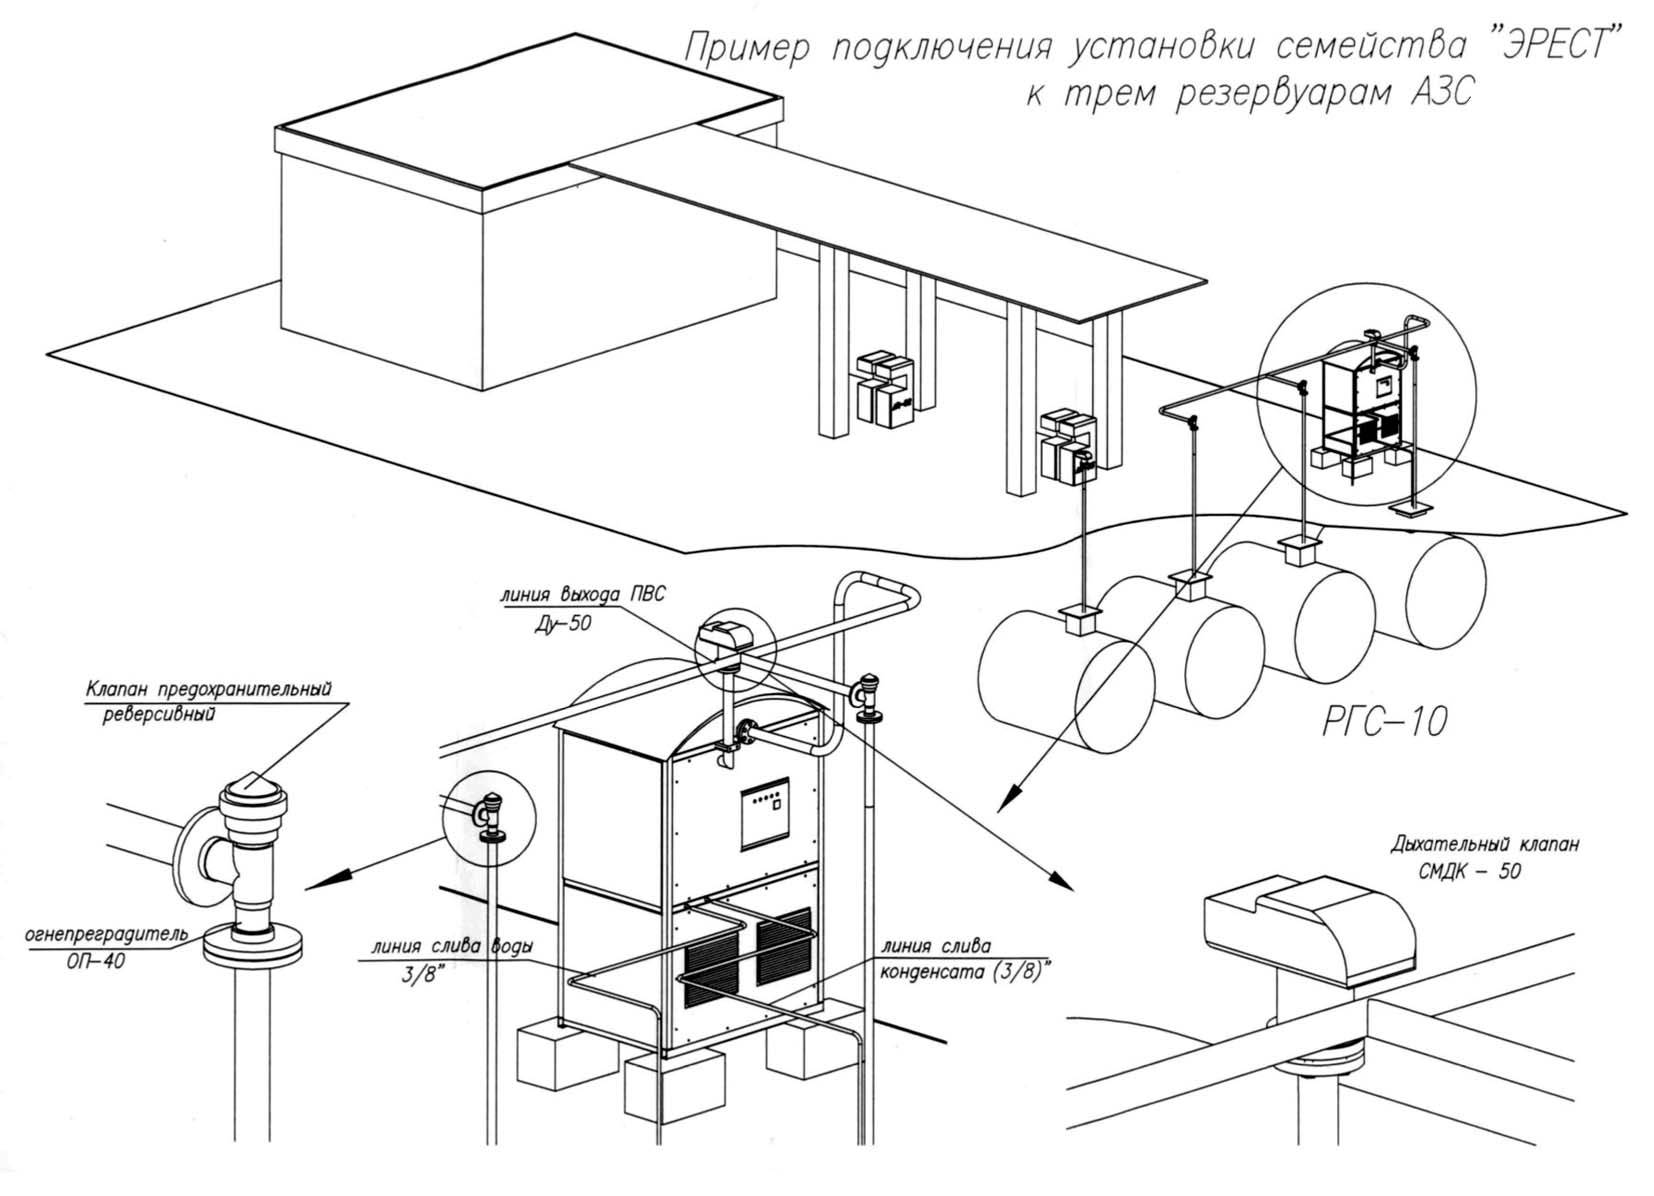 Пример подключения установки семейства "ЭРЕСТ"
к трем резервуарам АЗС
линия выхода ПВС
Ду-50
Клапан предохранительный
реверсивный
РГС-10
Дыхательный клапан
СМДК - 50
огнепреградитель
ОП-40
линия слива воды
3/8"
линия слива
конденсата (3/8)"